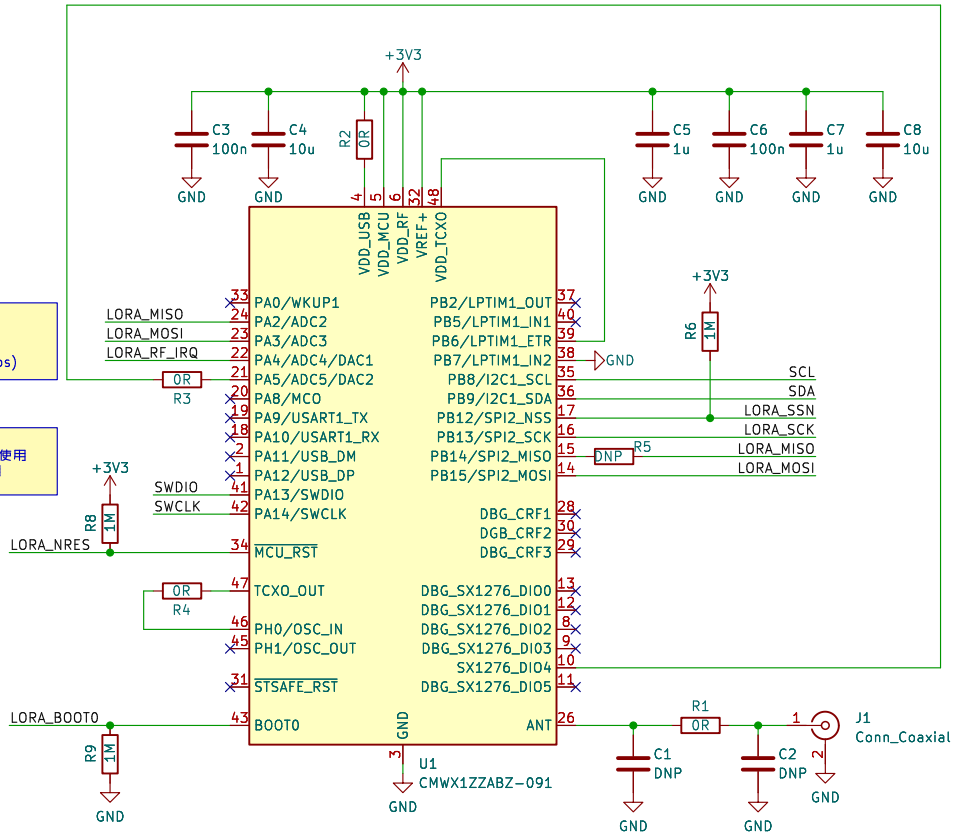 +3V3
C3
100n
C4
10u
R2
0R
C5
1u
C6
100n
C7
1u
C8
10u
GND
GND
GND
GND
GND
GND
4
5
6
32
48
VDD_USB
VDD_MCU
VDD_RF
VREF+
VDD_TCXO
+3V3
R6
1M
33 PA0/WKUP1
LORA_MISO 24 PA2/ADC2
LORA_MOSI 23 PA3/ADC3
LORA_RF_IRQ 22 PA4/ADC4/DAC1
0R 21 PA5/ADC5/DAC2
R3
20 PA8/MCO
19 PA9/USART1_TX
18 PA10/USART1_RX
2 PA11/USB_DM
1 PA12/USB_DP
SWDIO 41 PA13/SWDIO
SWCLK 42 PA14/SWCLK
+3V3
R8
1M
LORA_NRES 34 MCU_RST
0R 47 TCXO_OUT
R4
46 PH0/OSC_IN
45 PH1/OSC_OUT
31 STSAFE_RST
LORA_BOOT0 43 BOOT0
R9
1M
GND
PB2/LPTIM1_OUT 37
PB5/LPTIM1_IN1 40
PB6/LPTIM1_ETR 39
PB7/LPTIM1_IN2 38 GND
PB8/I2C1_SCL 35 SCL
PB9/I2C1_SDA 36 SDA
PB12/SPI2_NSS 17 LORA_SSN
PB13/SPI2_SCK 16 LORA_SCK
PB14/SPI2_MISO 15 DNP R5 LORA_MISO
PB15/SPI2_MOSI 14 LORA_MOSI
DBG_CRF1 28
DGB_CRF2 30
DBG_CRF3 29
DBG_SX1276_DIO0 13
DBG_SX1276_DIO1 12
DBG_SX1276_DIO2 8
DBG_SX1276_DIO3 9
SX1276_DIO4 10
DBG_SX1276_DIO5 11
ANT 26
R1
0R
1
J1
Conn_Coaxial
2
GND
C1
DNP
GND
C2
DNP
GND
GND
3
U1
CMWX1ZZABZ-091
GND
os)
使用